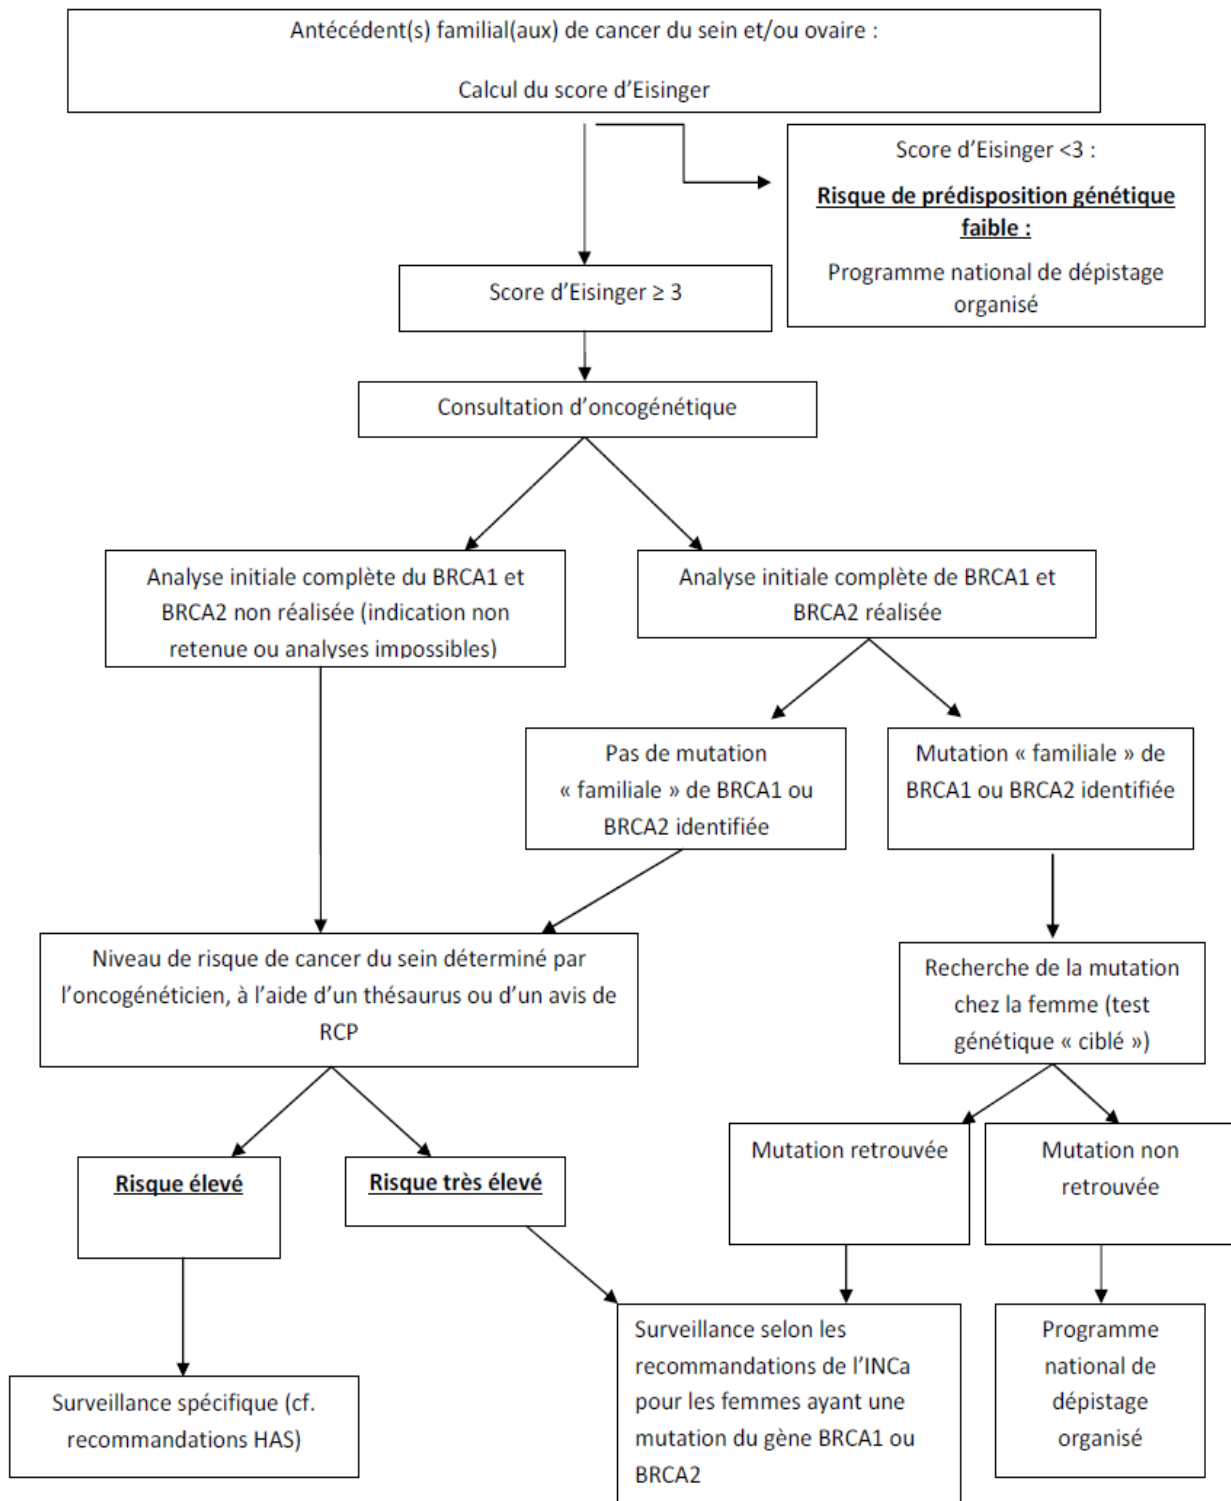 Antécédent(s) familial(aux) de cancer du sein et/ou ovaire :
Calcul du score d’Eisinger
Score d’Eisinger <3 :
Risque de prédisposition génétique
faible :
Programme national de dépistage
organisé
Score d’Eisinger ≥ 3
Consultation d’oncogénétique
Analyse initiale complète du BRCA1 et
BRCA2 non réalisée (indication non
retenue ou analyses impossibles)
Analyse initiale complète de BRCA1 et
BRCA2 réalisée
Pas de mutation
« familiale » de BRCA1 ou
BRCA2 identifiée
Mutation « familiale » de
BRCA1 ou BRCA2 identifiée
Niveau de risque de cancer du sein déterminé par
l’oncogénéticien, à l’aide d’un thésaurus ou d’un avis de
RCP
Recherche de la mutation
chez la femme (test
génétique « ciblé »)
Risque élevé
Risque très élevé
Mutation retrouvée
Mutation non
retrouvée
Surveillance spécifique (cf.
recommandations HAS)
Surveillance selon les
recommandations de l’INCa
pour les femmes ayant une
mutation du gène BRCA1 ou
BRCA2
Programme
national de
dépistage
organisé